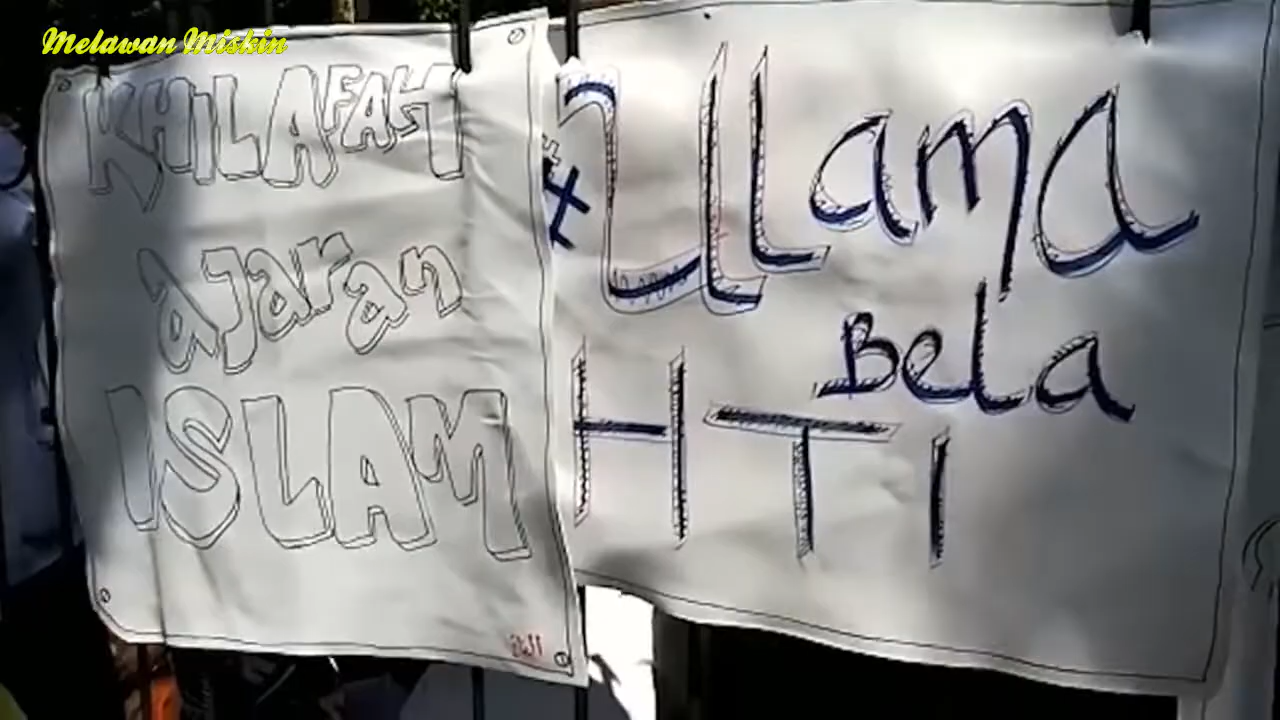 Melawan Miskin
KHILAFAH
aJaran
ISLAM
#Ulama
Bela
HTI